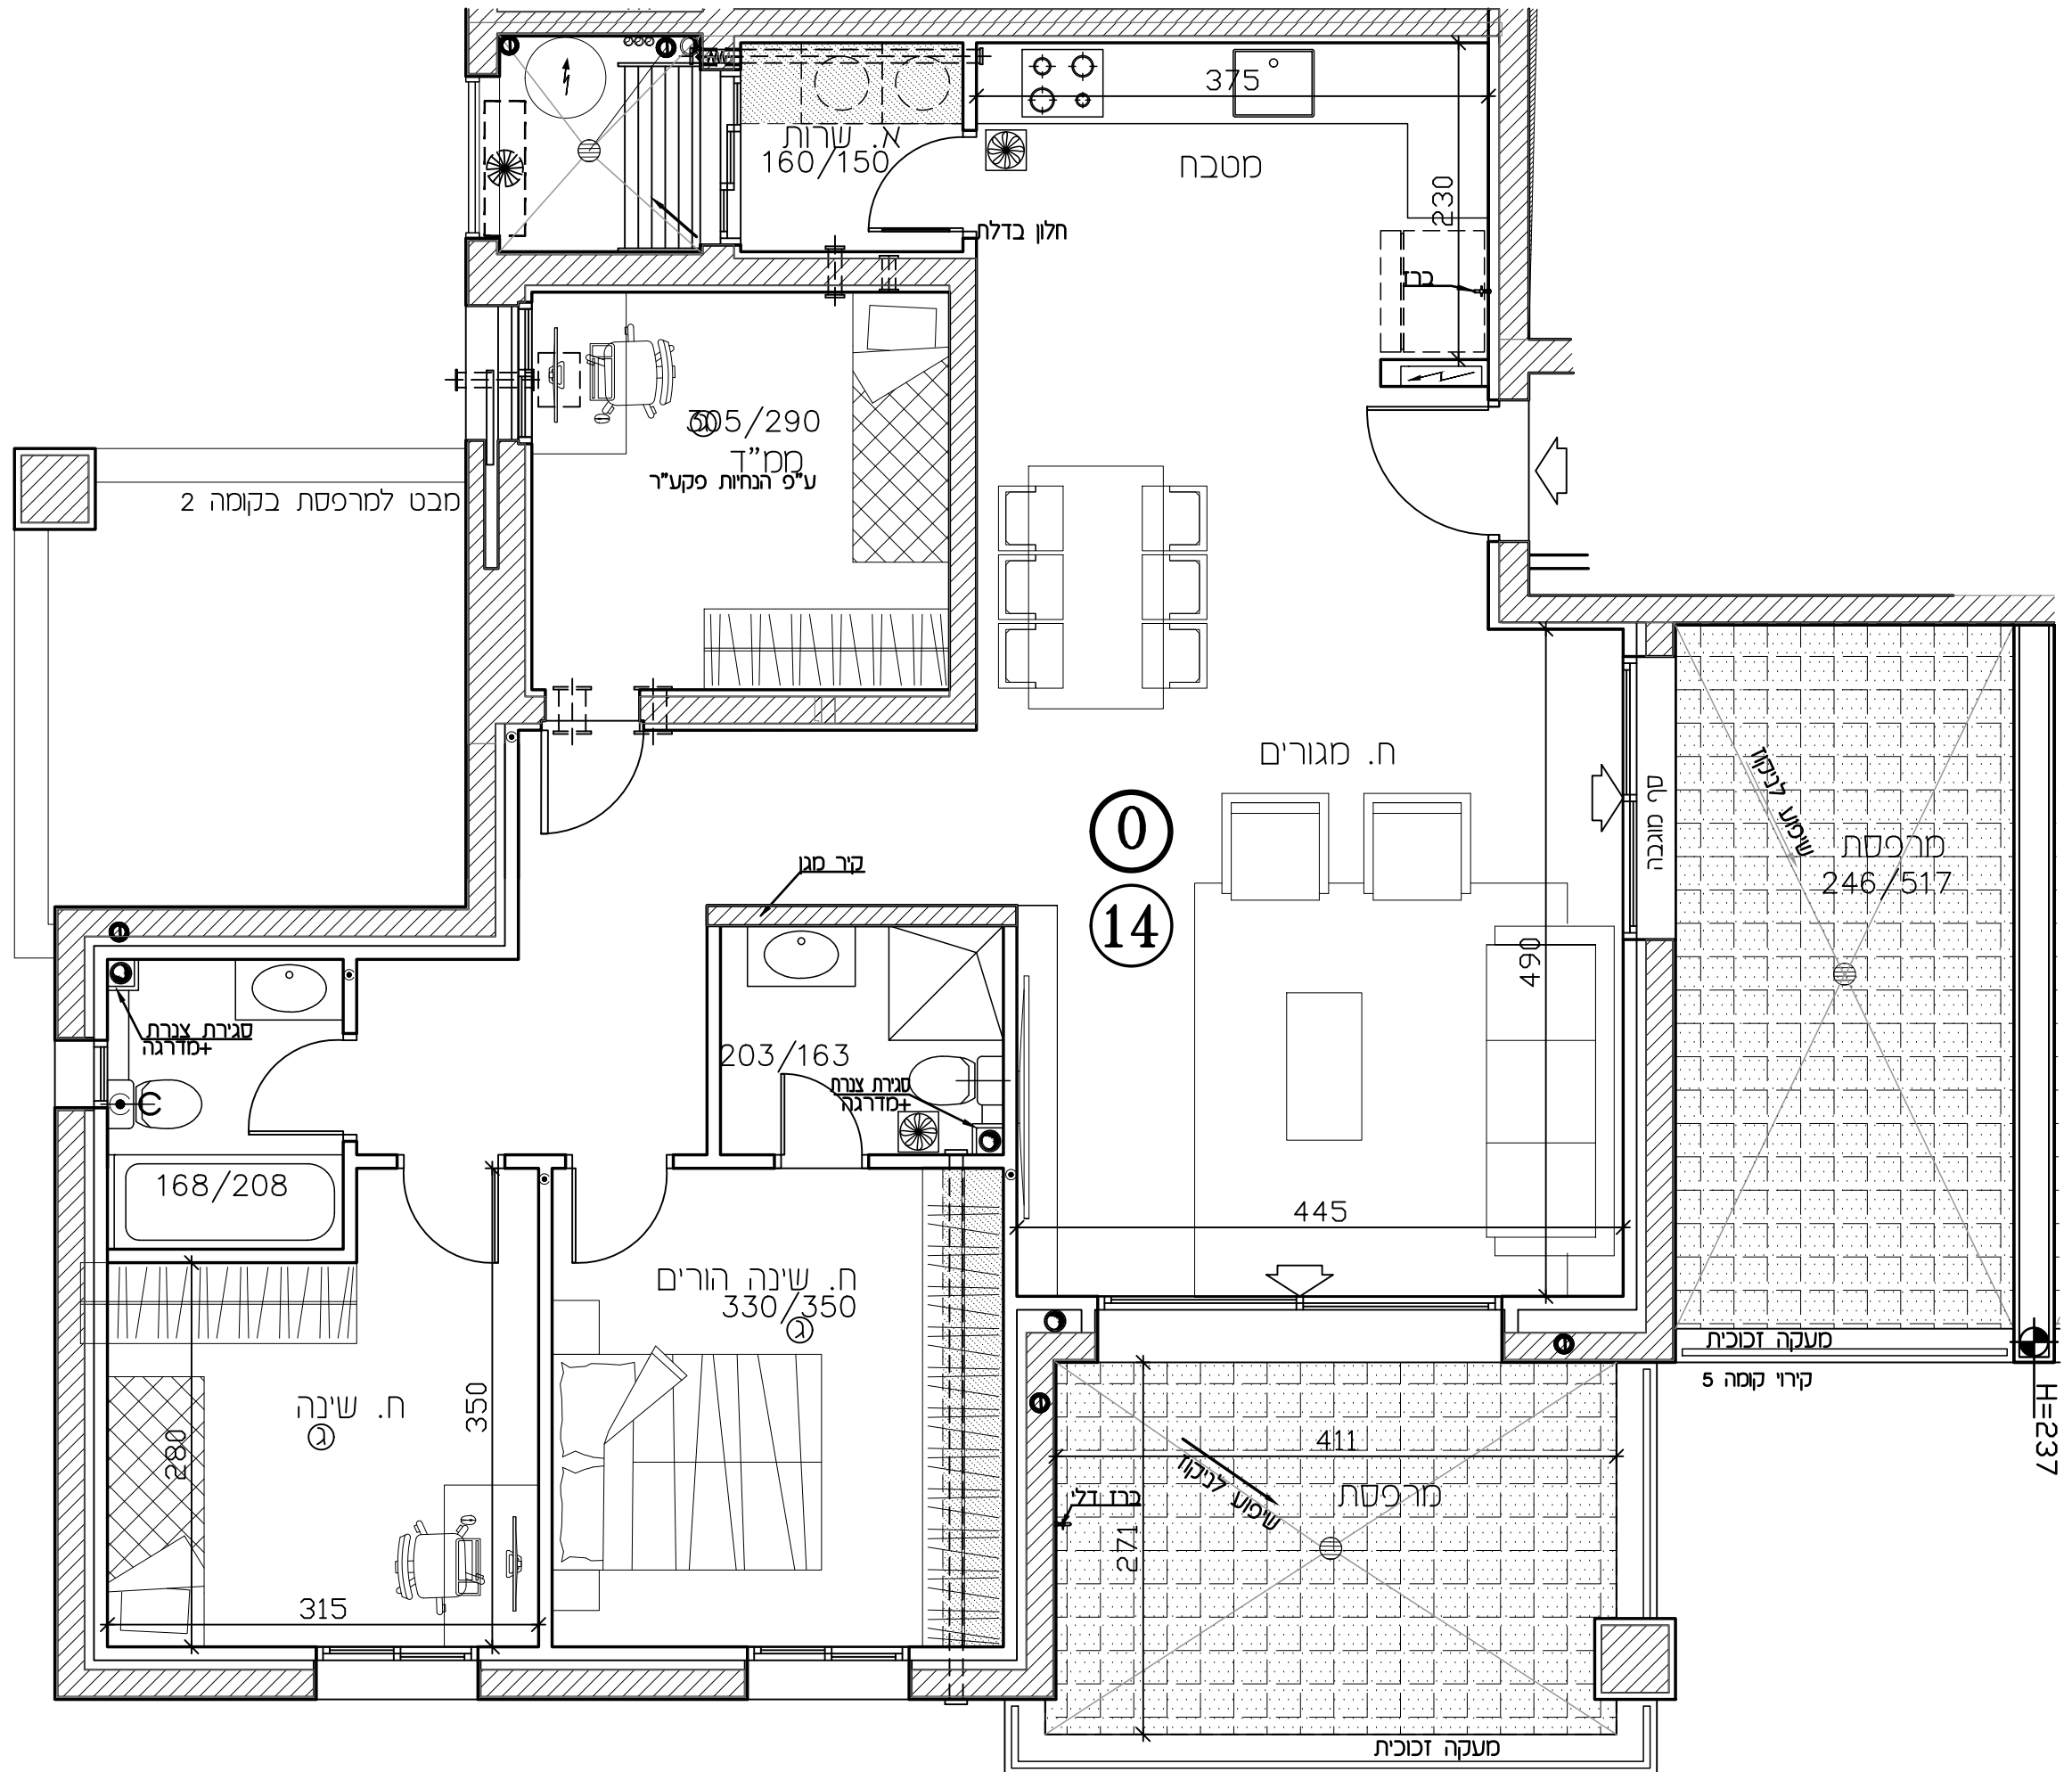 375
א. שרות
160/150
מטבח
230
חלון בדלת
ברז
305/290
ג
ממ"ד
ע"פ הנחיות פקע"ר
מבט למרפסת בקומה 2
ח. מגורים
סף מוגבה
שיפוע לניקוז
מרפסת
246/517
0
14
קיר מגן
490
סגירת צנרת
+מדרגה
203/163
סגירת צנרת
+מדרגה
168/208
445
ח. שינה הורים
330/350
ג
מעקה זכוכית
קירוי קומה 5
H=237
ח. שינה
ג
350
280
315
411
שיפוע לניקוז
מרפסת
ברז דלי
271
מעקה זכוכית